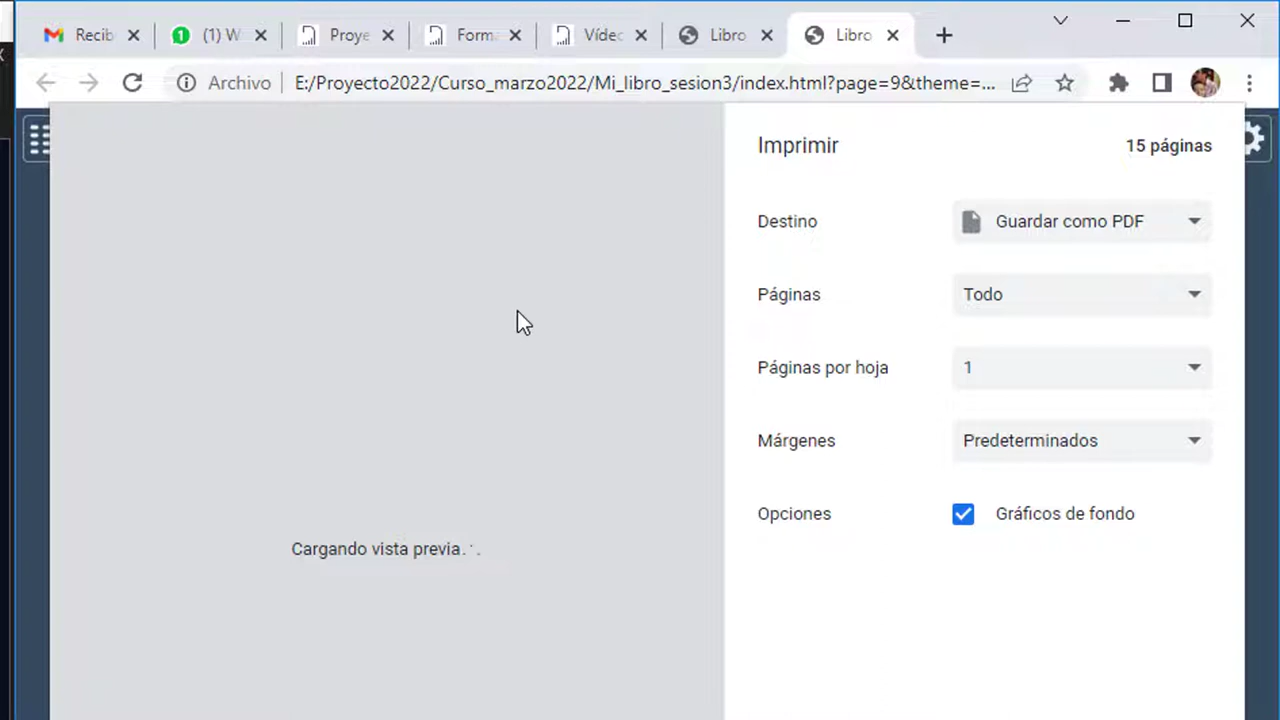 Recib
(1) W
Proye
Form
Vídec
Libro
Libro
Archivo
E:/Proyecto2022/Curso_marzo2022/Mi_libro_sesion3/index.html?page=9&theme=...
Imprimir
15 páginas
Destino
Guardar como PDF
Páginas
Todo
Páginas por hoja
1
Márgenes
Predeterminados
Opciones
Gráficos de fondo
Cargando vista previa...